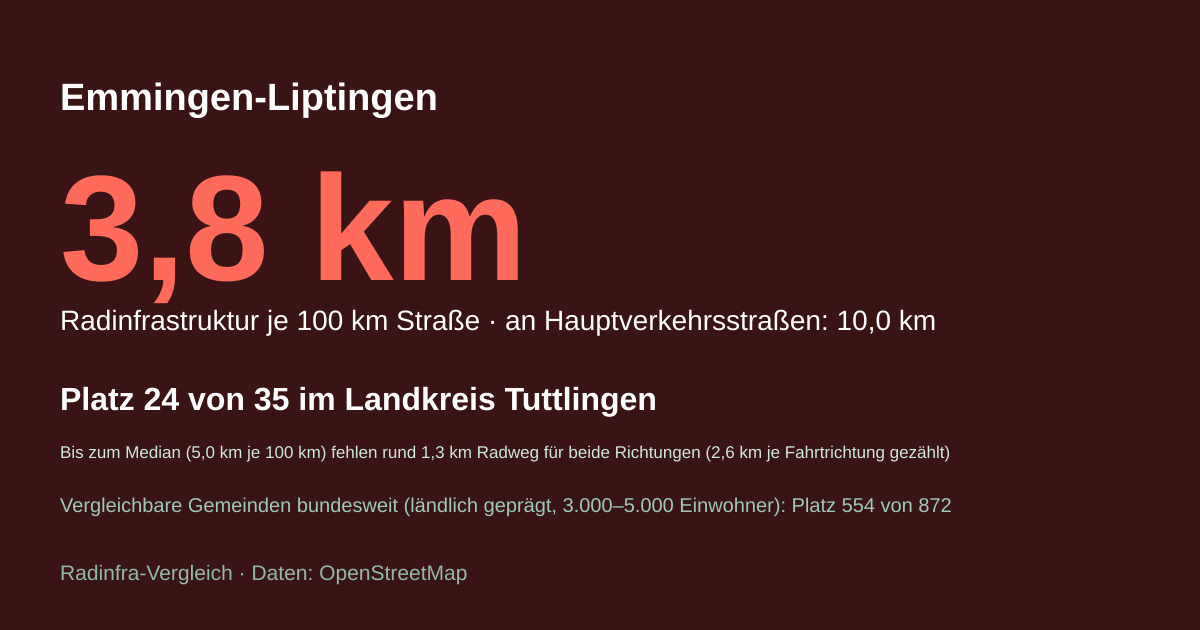 Emmingen-Liptingen
3,8 km
Radinfrastruktur je 100 km Straße · an Hauptverkehrsstraßen: 10,0 km
Platz 24 von 35 im Landkreis Tuttlingen
Bis zum Median (5,0 km je 100 km) fehlen rund 1,3 km Radweg für beide Richtungen (2,6 km je Fahrtrichtung gezählt)
Vergleichbare Gemeinden bundesweit (ländlich geprägt, 3.000–5.000 Einwohner): Platz 554 von 872
Radinfra-Vergleich · Daten: OpenStreetMap